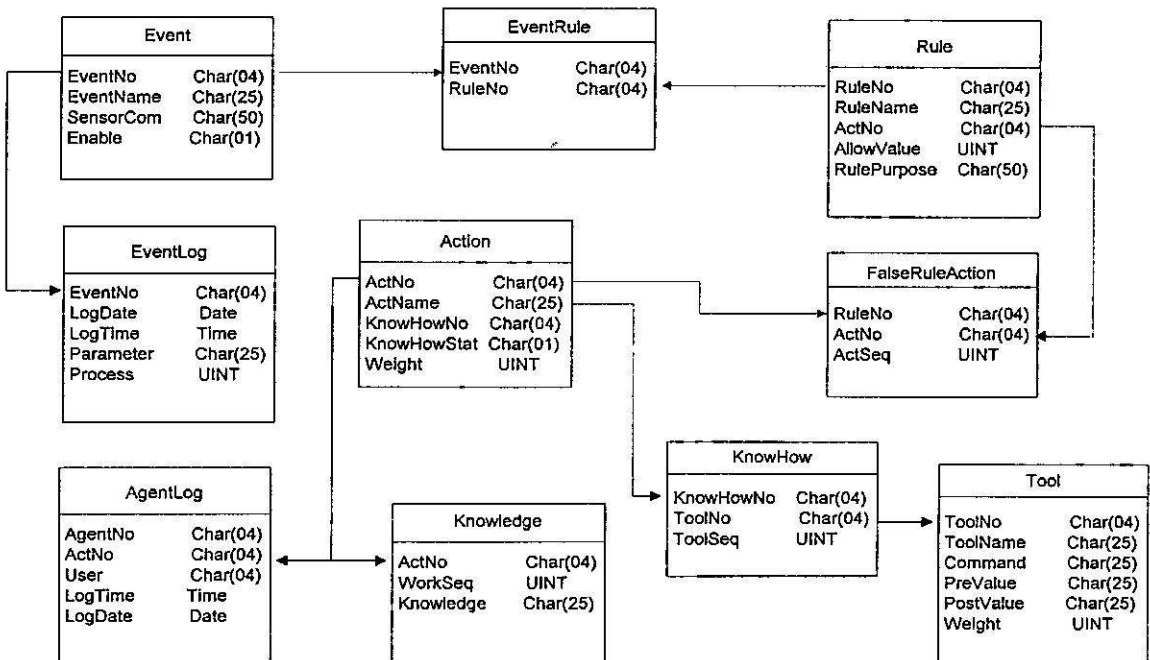 Event
EventNo Char(04)
EventName Char(25)
SensorCom Char(50)
Enable Char(01)
EventRule
EventNo Char(04)
RuleNo Char(04)
Rule
RuleNo Char(04)
RuleName Char(25)
ActNo Char(04)
AllowValue UINT
RulePurpose Char(50)
EventLog
EventNo Char(04)
LogDate Date
LogTime Time
Parameter Char(25)
Process UINT
Action
ActNo Char(04)
ActName Char(25)
KnowHowNo Char(04)
KnowHowStat Char(01)
Weight UINT
FalseRuleAction
RuleNo Char(04)
ActNo Char(04)
ActSeq UINT
AgentLog
AgentNo Char(04)
ActNo Char(04)
User Char(04)
LogTime Time
LogDate Date
Knowledge
ActNo Char(04)
WorkSeq UINT
Knowledge Char(25)
KnowHow
KnowHowNo Char(04)
ToolNo Char(04)
ToolSeq UINT
Tool
ToolNo Char(04)
ToolName Char(25)
Command Char(25)
PreValue Char(25)
PostValue Char(25)
Weight UINT